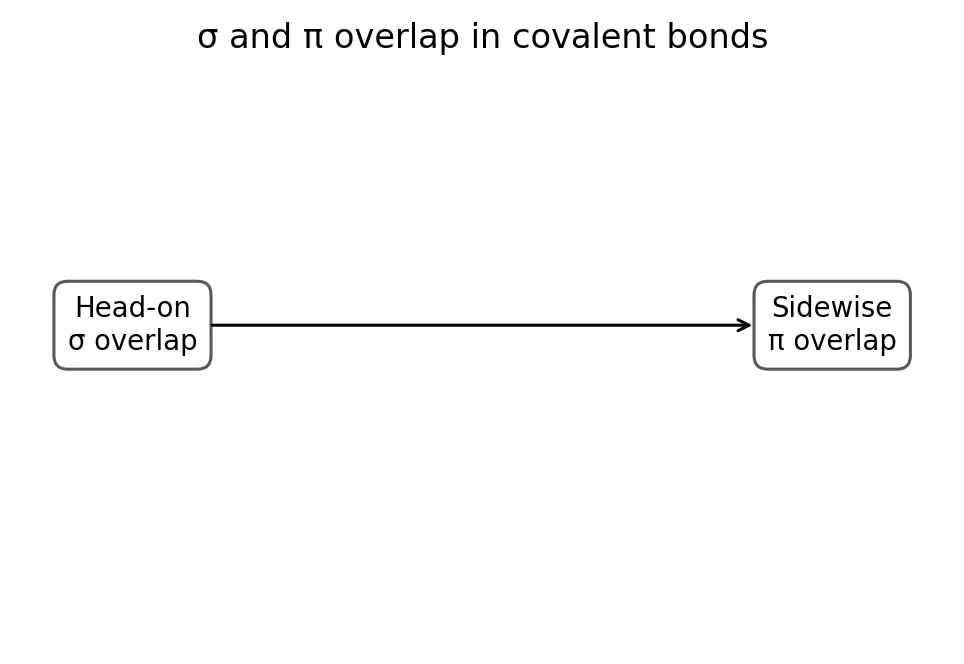 σ and π overlap in covalent bonds
Head-on
σ overlap
Sidewise
π overlap